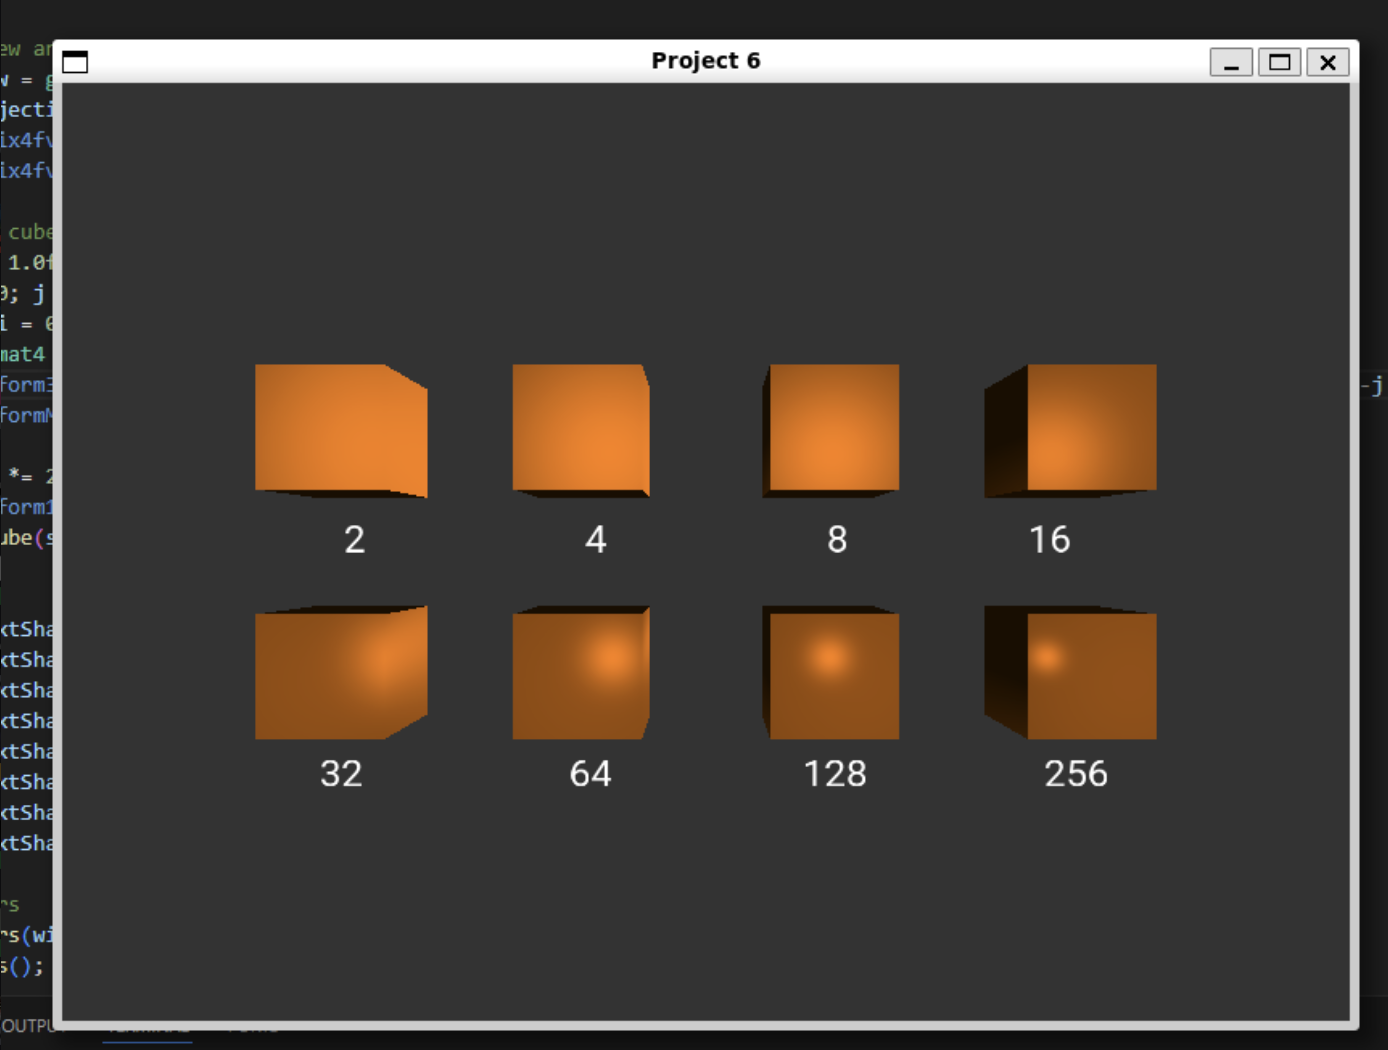 Project 6
ew ar
w = g
jecti
ix4fv
ix4fv
cube
1.0f
0; j
i = 0
mat4
form3
-j
formM
*= 2
form1
ube(s
2 4 8 16
xtSha
xtSha
xtSha
xtSha
xtSha
xtSha
xtSha
xtSha
32 64 128 256
rs
rs(wi
s();
OUTPU